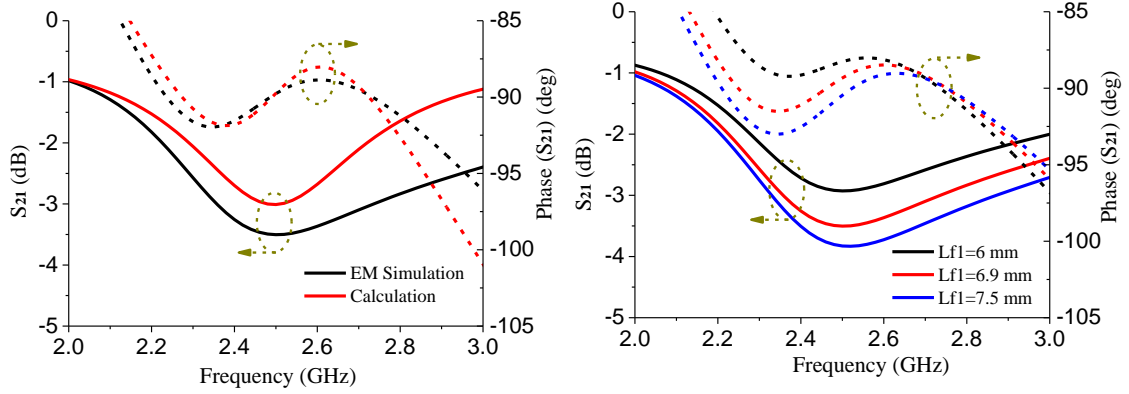 0
-1
-2
-3
-4
-5
2.0 2.2 2.4 2.6 2.8 3.0
-85
-90
-95
-100
-105
S21 (dB)
Phase (S21) (deg)
Frequency (GHz)
EM Simulation
Calculation
0
-1
-2
-3
-4
-5
2.0 2.2 2.4 2.6 2.8 3.0
-85
-90
-95
-100
-105
S21 (dB)
Phase (S21) (deg)
Frequency (GHz)
Lf1=6 mm
Lf1=6.9 mm
Lf1=7.5 mm